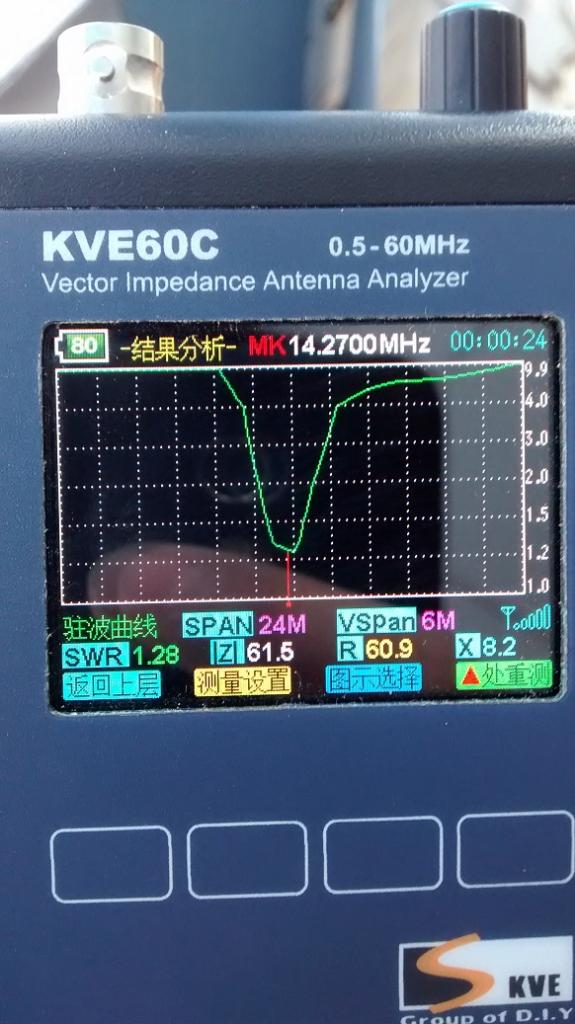 KVE60C 0.5-60MHz
Vector Impedance Antenna Analyzer
80 -结果分析- MK 14.2700MHz 00:00:24
9.9
4.0
3.0
2.0
1.5
1.2
1.0
驻波曲线 SPAN 24M VSpan 6M
SWR 1.28 |Z| 61.5 R 60.9 X 8.2
返回上层 测量设置 图示选择 ▲处重测
S KVE
Group of D.I.Y